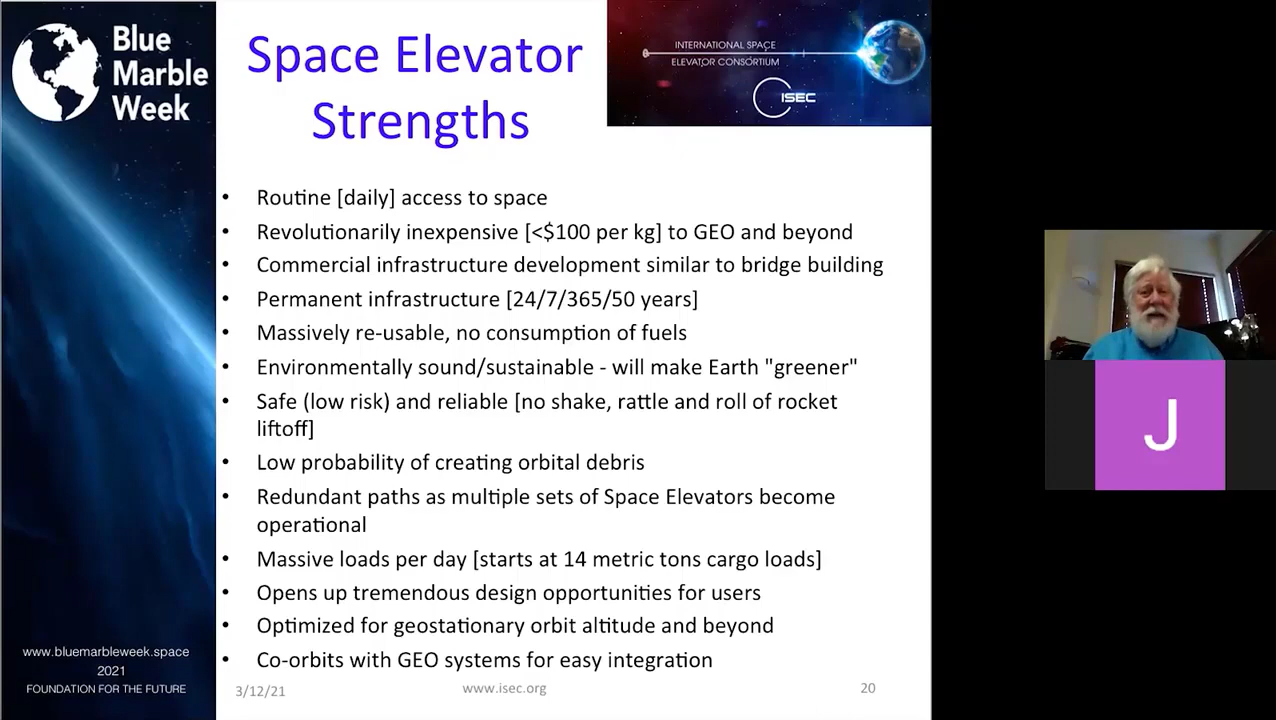 Blue
Marble
Week
Space Elevator
Strengths
INTERNATIONAL SPACE
ELEVATOR CONSORTIUM
ISEC
• Routine [daily] access to space
• Revolutionarily inexpensive [<$100 per kg] to GEO and beyond
• Commercial infrastructure development similar to bridge building
• Permanent infrastructure [24/7/365/50 years]
• Massively re-usable, no consumption of fuels
• Environmentally sound/sustainable - will make Earth "greener"
• Safe (low risk) and reliable [no shake, rattle and roll of rocket
liftoff]
• Low probability of creating orbital debris
• Redundant paths as multiple sets of Space Elevators become
operational
• Massive loads per day [starts at 14 metric tons cargo loads]
• Opens up tremendous design opportunities for users
• Optimized for geostationary orbit altitude and beyond
• Co-orbits with GEO systems for easy integration
www.bluemarbleweek.space
2021
FOUNDATION FOR THE FUTURE
3/12/21
www.isec.org
20
J